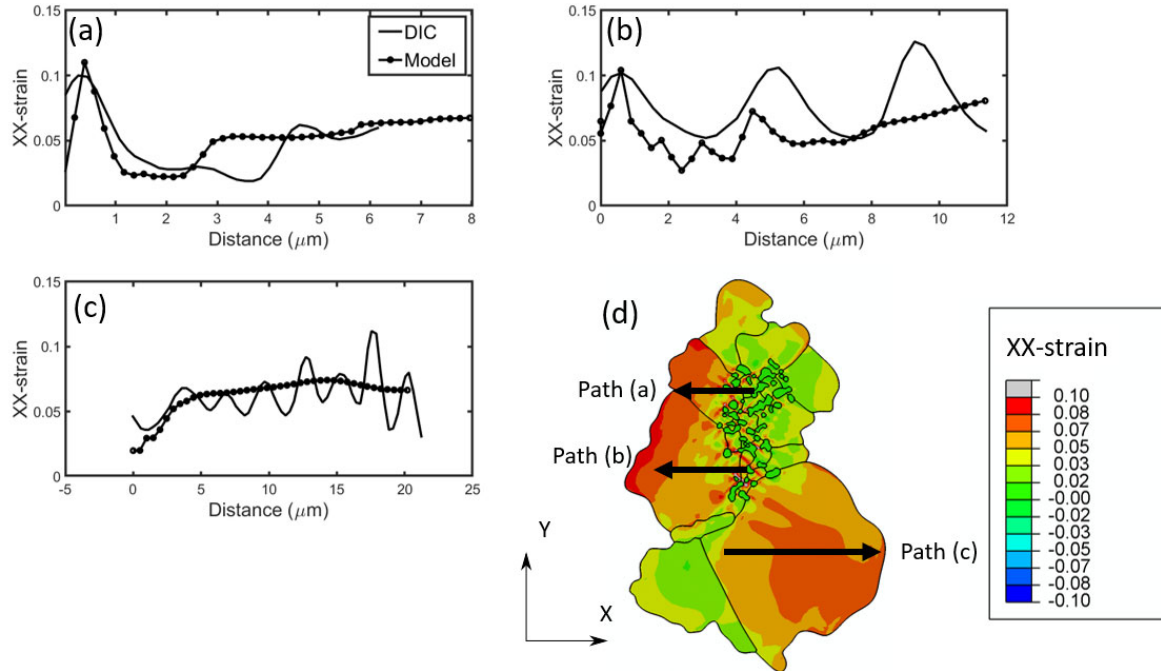 (a)
0.15
0.1
0.05
0
XX-strain
DIC
Model
1 2 3 4 5 6 7 8
Distance (μm)
(b)
0.15
0.1
0.05
0
XX-strain
0 2 4 6 8 10 12
Distance (μm)
(c)
0.15
0.1
0.05
0
XX-strain
-5 0 5 10 15 20 25
Distance (μm)
(d)
Path (a)
Path (b)
Path (c)
Y
X
XX-strain
0.10
0.08
0.07
0.05
0.03
0.02
-0.00
-0.02
-0.03
-0.05
-0.07
-0.08
-0.10